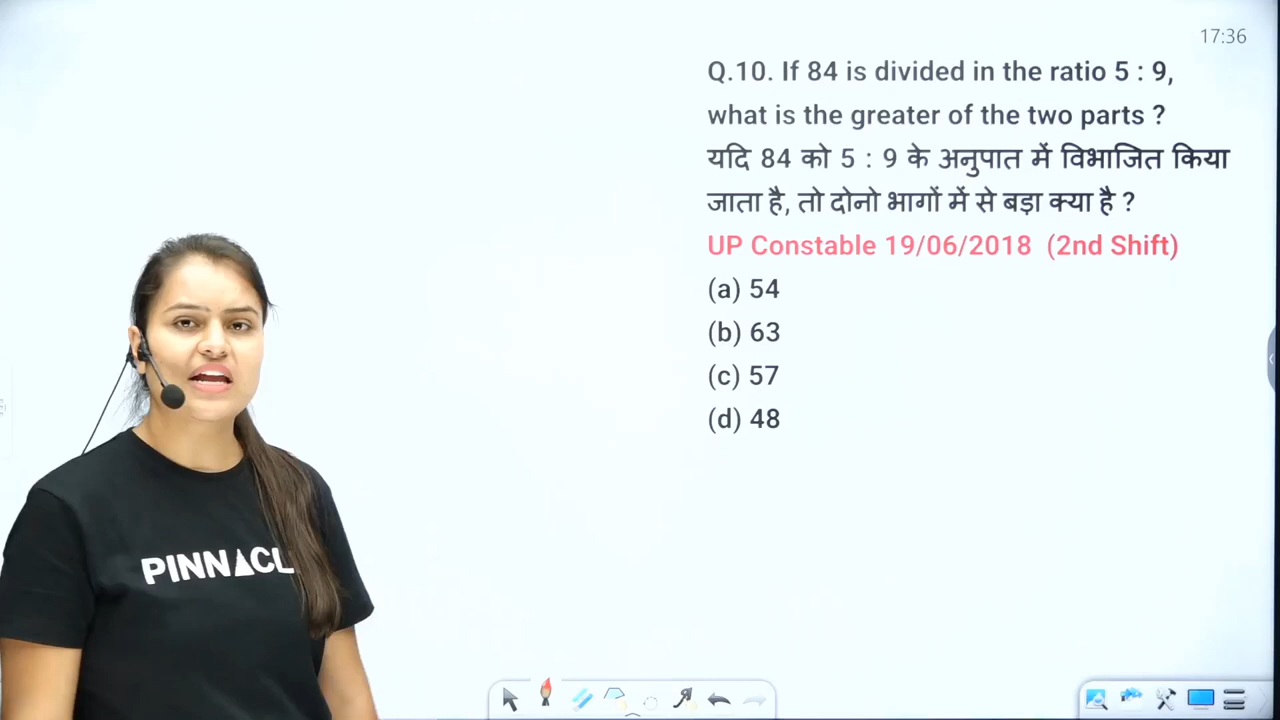 17:36
Q.10. If 84 is divided in the ratio 5 : 9,
what is the greater of the two parts ?
यदि 84 को 5 : 9 के अनुपात में विभाजित किया
जाता है, तो दोनो भागों में से बड़ा क्या है ?
UP Constable 19/06/2018 (2nd Shift)
(a) 54
(b) 63
(c) 57
(d) 48
PINNACL